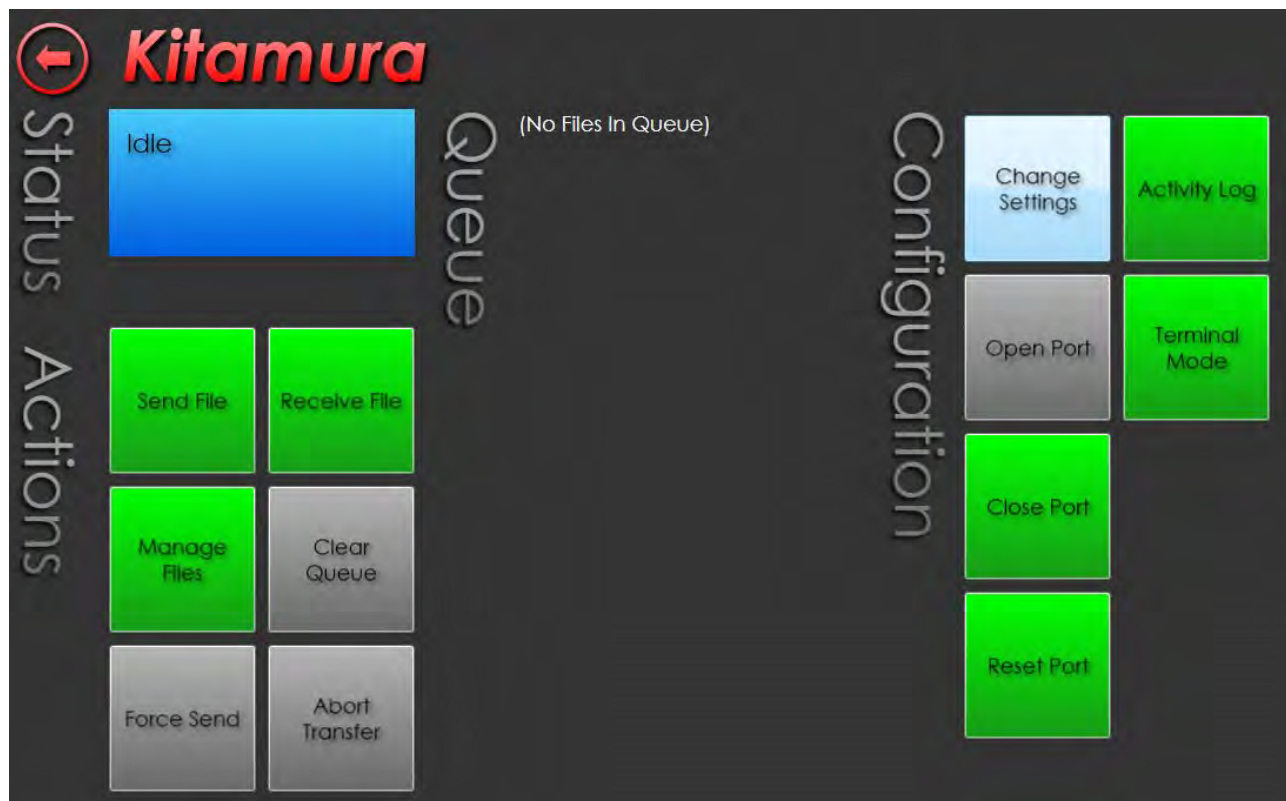 Kitamura
Status
Idle
Queue
(No Files In Queue)
Configuration
Change
Settings
Activity Log
Open Port
Terminal
Mode
Close Port
Reset Port
Actions
Send File
Receive File
Manage
Files
Clear
Queue
Force Send
Abort
Transfer